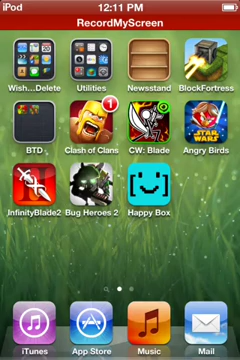 iPod 12:11 PM
RecordMyScreen
Wish...Delete Utilities Newsstand BlockFortress
1
BTD Clash of Clans CW: Blade Angry Birds
STAR WARS
InfinityBlade2 Bug Heroes 2 Happy Box
iTunes App Store Music Mail